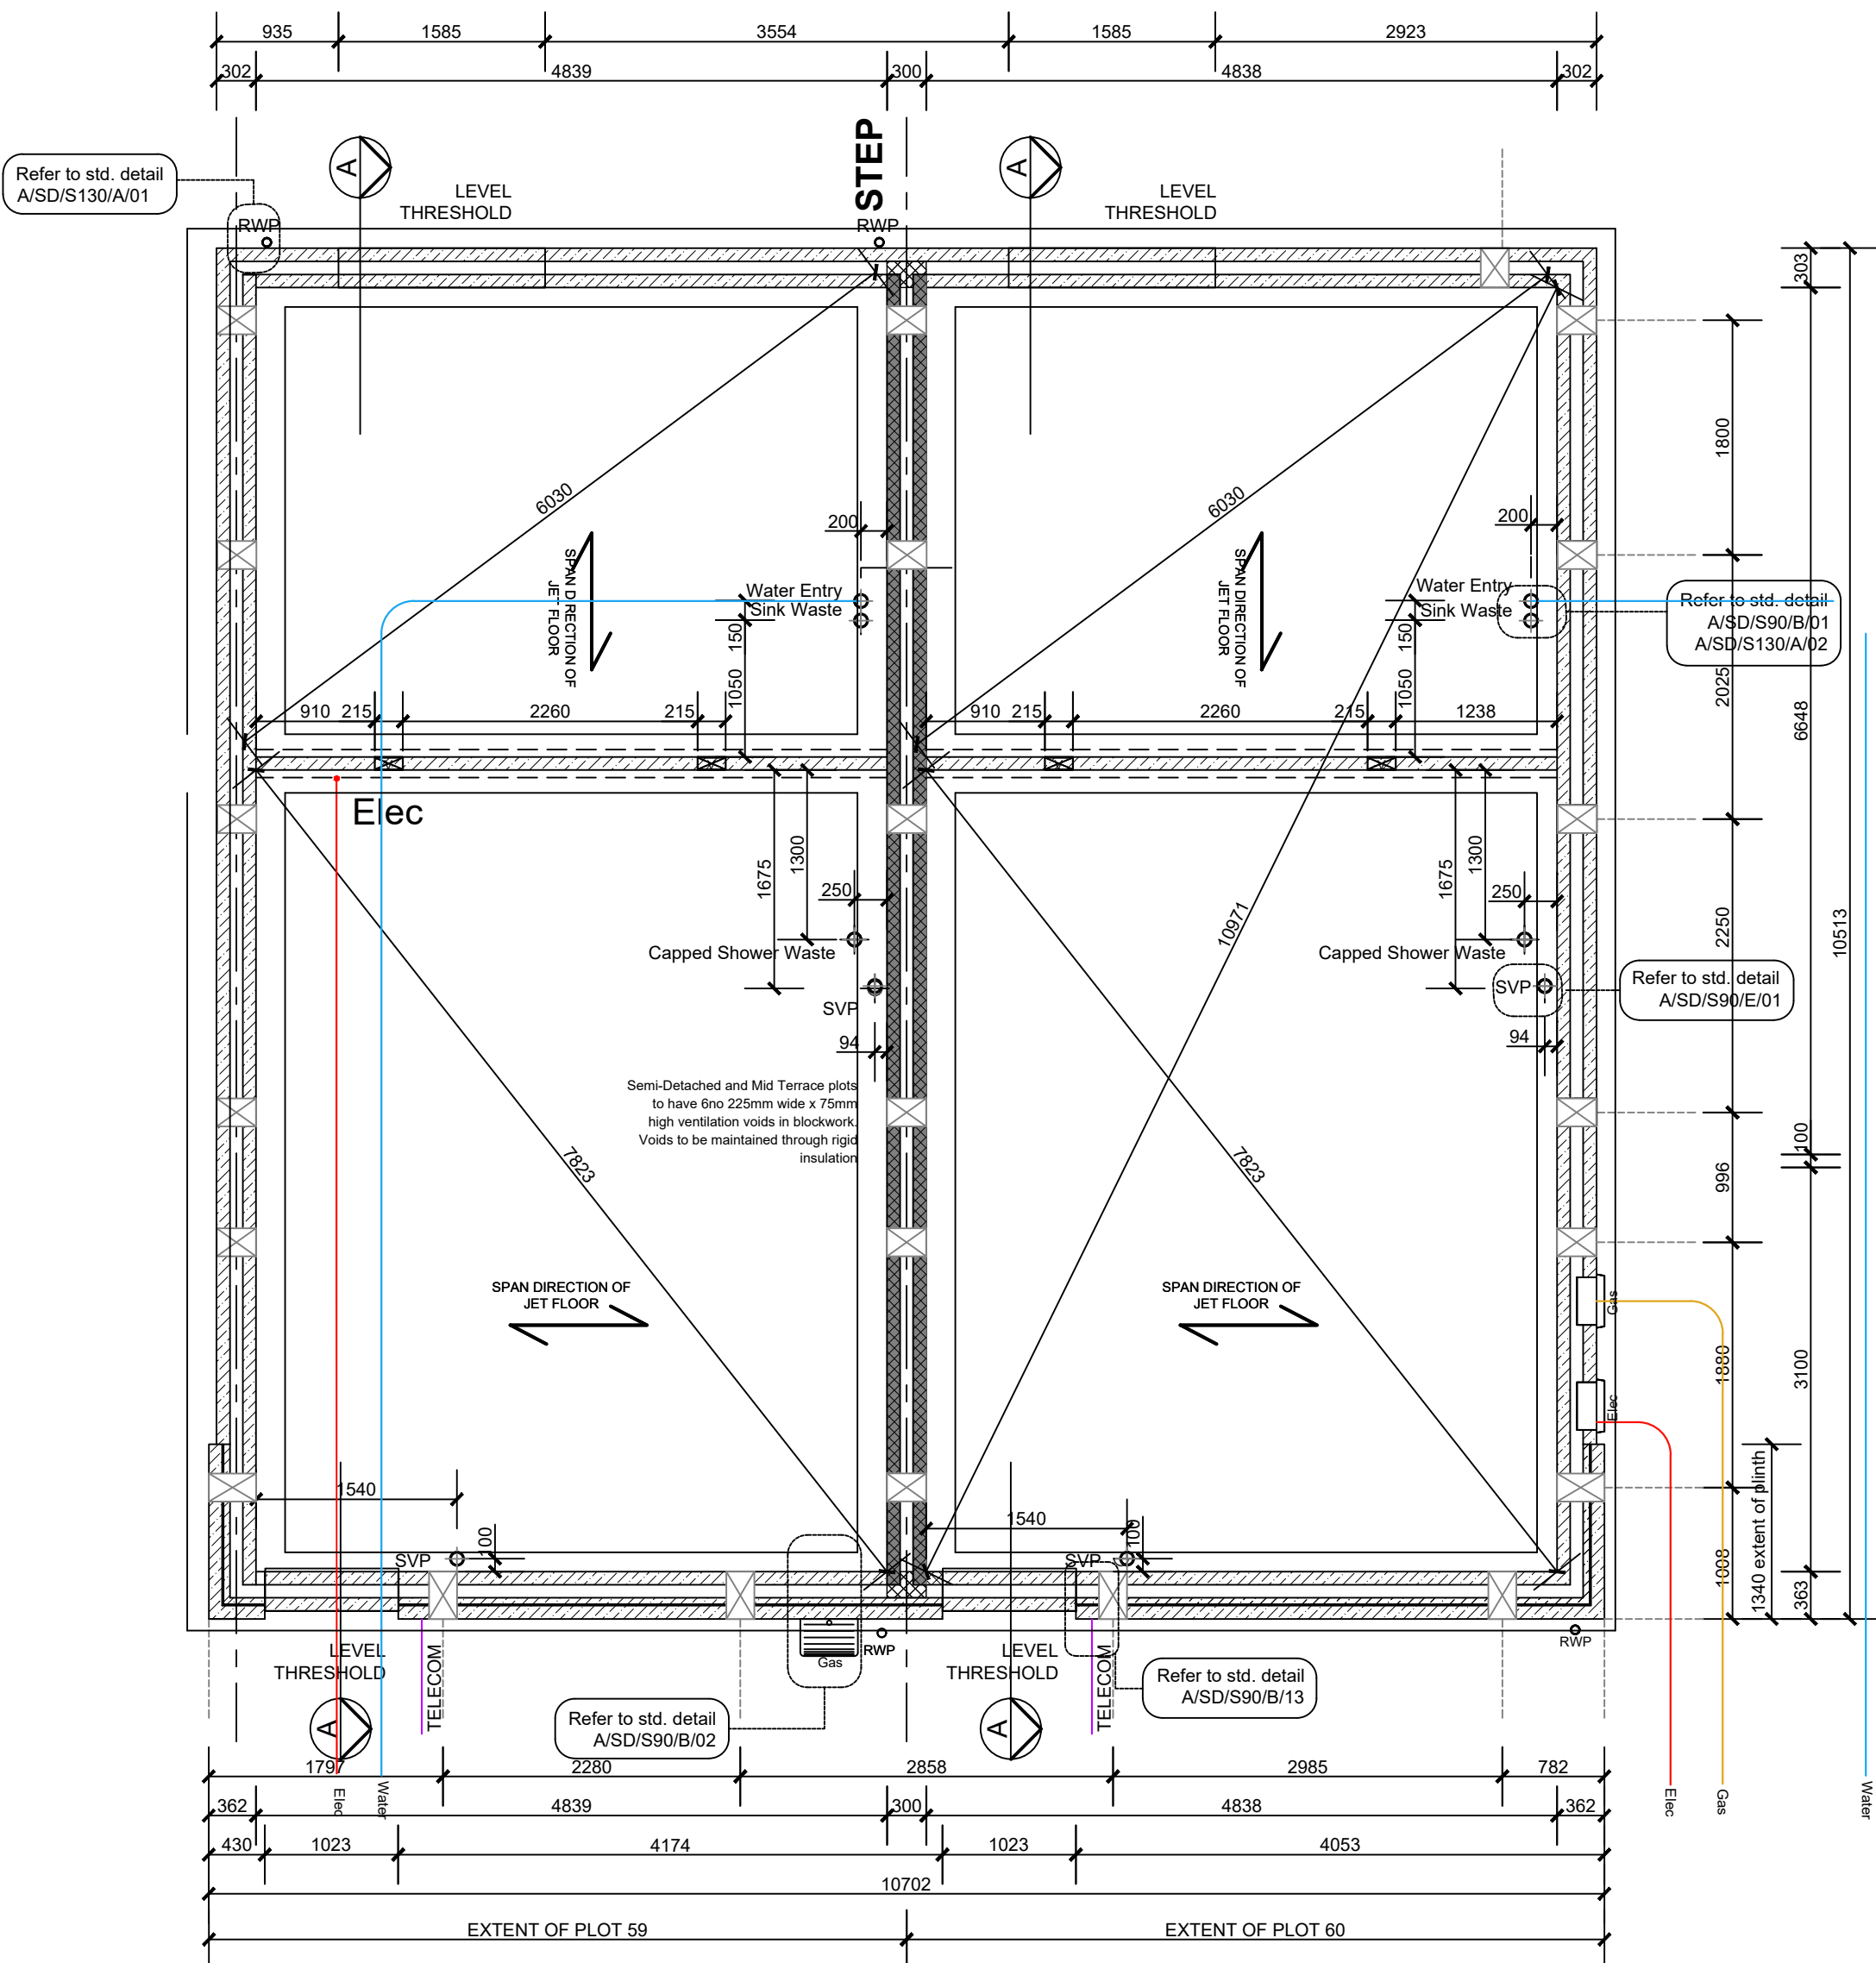 935 1585 3554 1585 2923
302 4839 300 4838 302
STEP
A
A
Refer to std. detail
A/SD/S130/A/01
LEVEL
THRESHOLD
LEVEL
THRESHOLD
RWP
RWP
303
1800
6030
6030
200
200
SPAN DIRECTION OF
JET FLOOR
SPAN DIRECTION OF
JET FLOOR
Water Entry
Sink Waste
Water Entry
Sink Waste
Refer to std. detail
A/SD/S90/B/01
A/SD/S130/A/02
150
1050
150
1050
2025
6648
910 215 2260 215
910 215 2260 215 1238
Elec
1675
1300
250
1675
1300
250
10971
2250
10513
Capped Shower Waste
Capped Shower Waste
SVP
SVP
Refer to std. detail
A/SD/S90/E/01
94
94
Semi-Detached and Mid Terrace plots
to have 6no 225mm wide x 75mm
high ventilation voids in blockwork.
Voids to be maintained through rigid
insulation
7823
7823
100
996
SPAN DIRECTION OF
JET FLOOR
SPAN DIRECTION OF
JET FLOOR
Gas
Elec
1880
3100
1340 extent of plinth
1540
1540
100
100
SVP
SVP
1008
363
LEVEL
THRESHOLD
TELECOM
Gas
RWP
LEVEL
THRESHOLD
TELECOM
RWP
Refer to std. detail
A/SD/S90/B/13
Refer to std. detail
A/SD/S90/B/02
A
A
1797 2280 2858 2985 782
Elec
Water
Elec
Gas
Water
362 4839 300 4838 362
430 1023 4174 1023 4053
10702
EXTENT OF PLOT 59 EXTENT OF PLOT 60